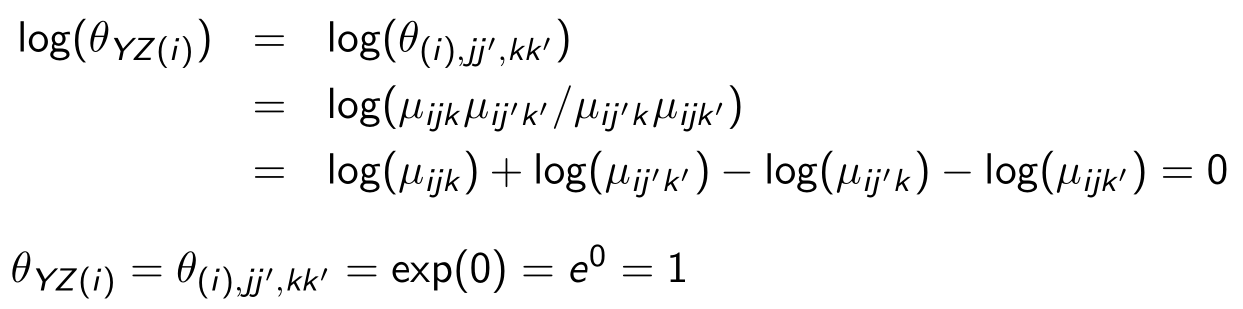 log(θ_{YZ(i)}) = log(θ_{(i),jj′,kk′})
= log(μ_{ijk}μ_{ij′k′}/μ_{ij′k}μ_{ijk′})
= log(μ_{ijk}) + log(μ_{ij′k′}) − log(μ_{ij′k}) − log(μ_{ijk′}) = 0
θ_{YZ(i)} = θ_{(i),jj′,kk′} = exp(0) = e^0 = 1